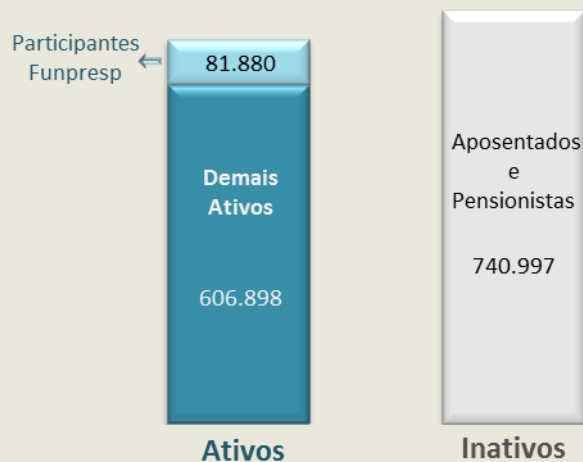 Participantes
Funpresp
81.880
Demais
Ativos
606.898
Ativos
Aposentados
e
Pensionistas
740.997
Inativos